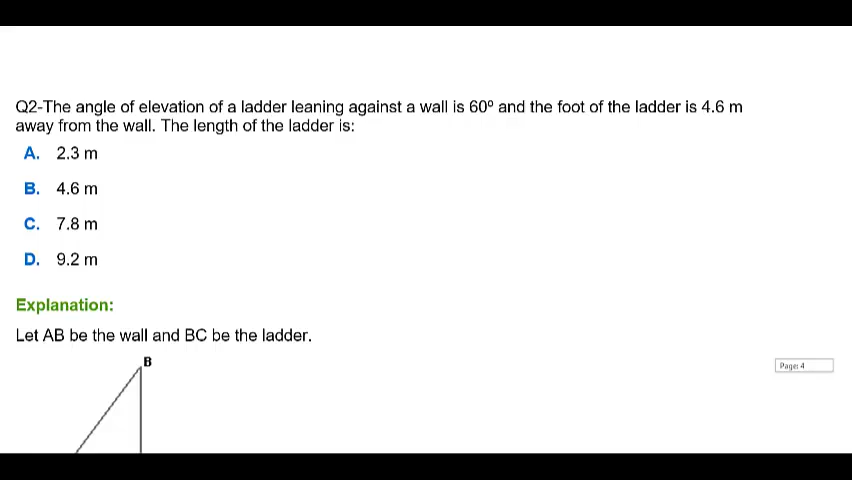 Q2-The angle of elevation of a ladder leaning against a wall is 60º and the foot of the ladder is 4.6 m
away from the wall. The length of the ladder is:
A. 2.3 m
B. 4.6 m
C. 7.8 m
D. 9.2 m
Explanation:
Let AB be the wall and BC be the ladder.
B
Page: 4